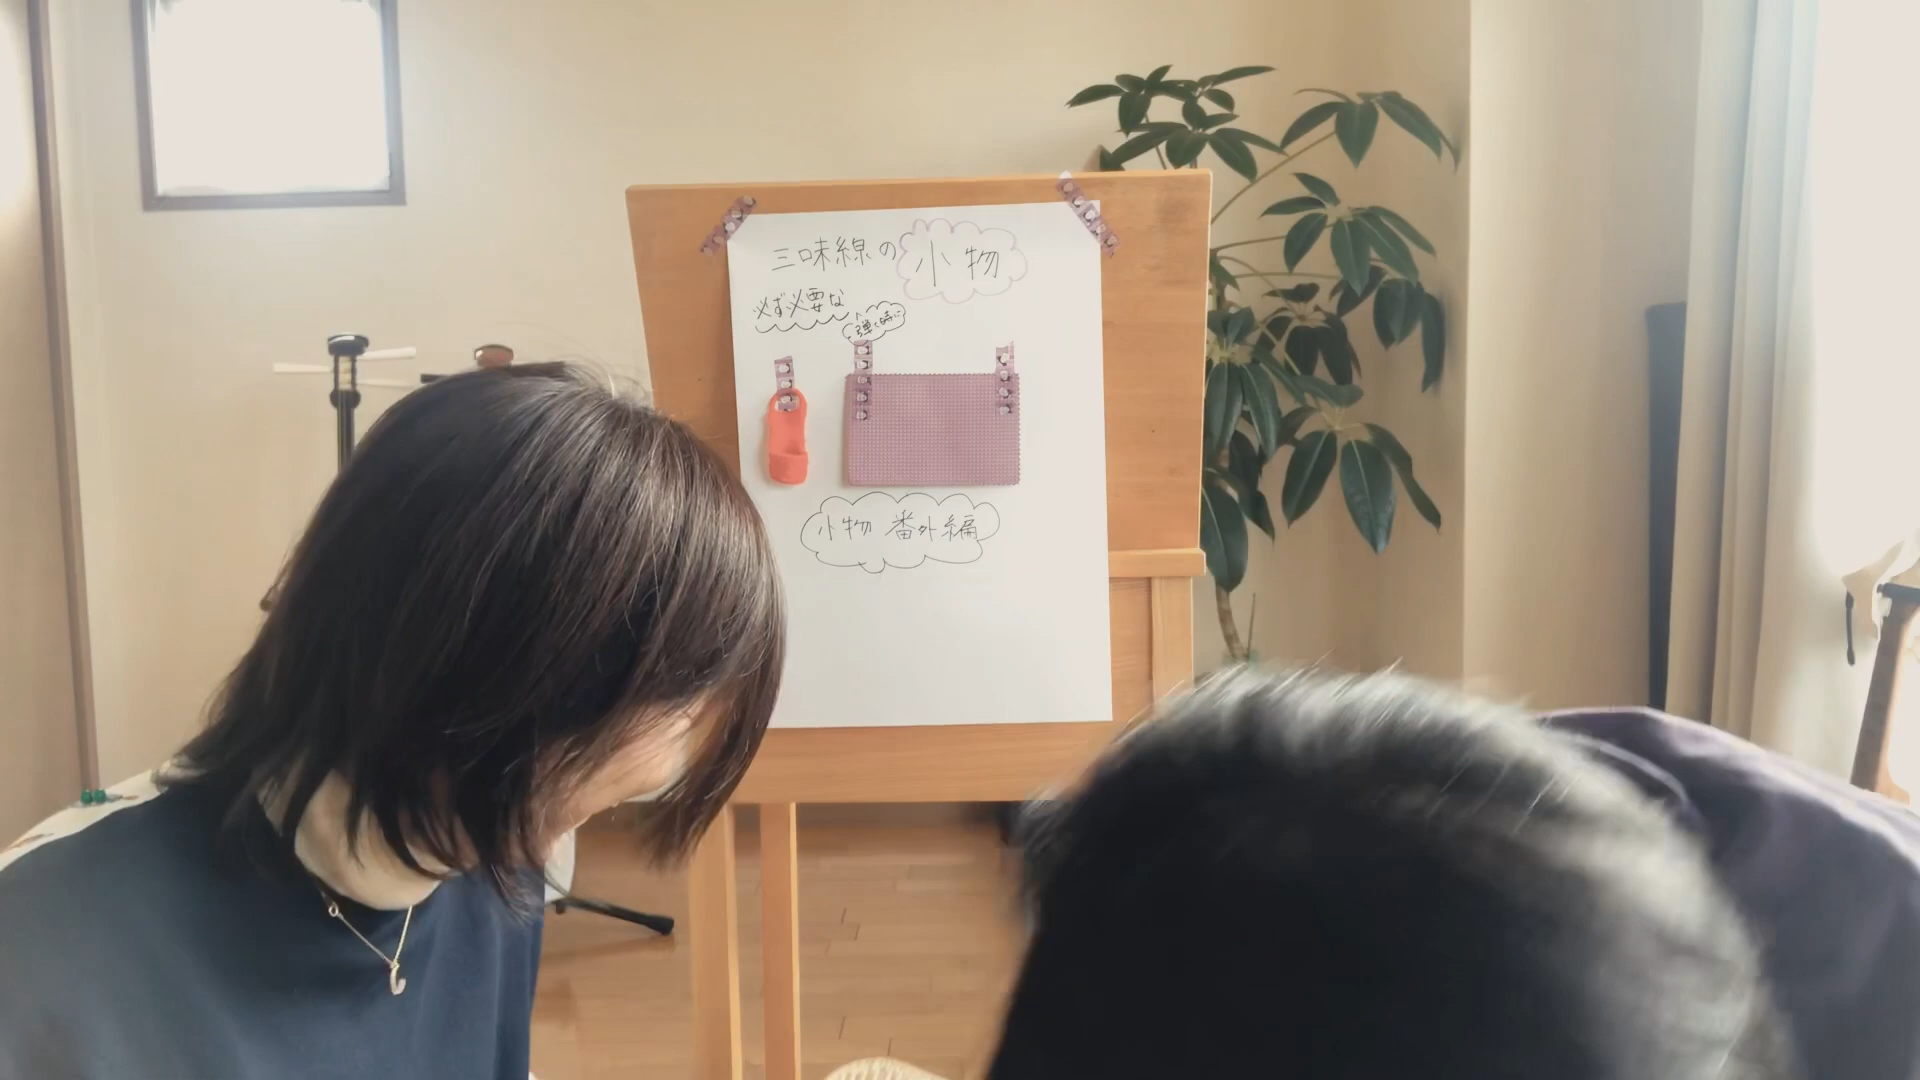 三味線の小物
必ず必要な
弾く時に
小物 番外編